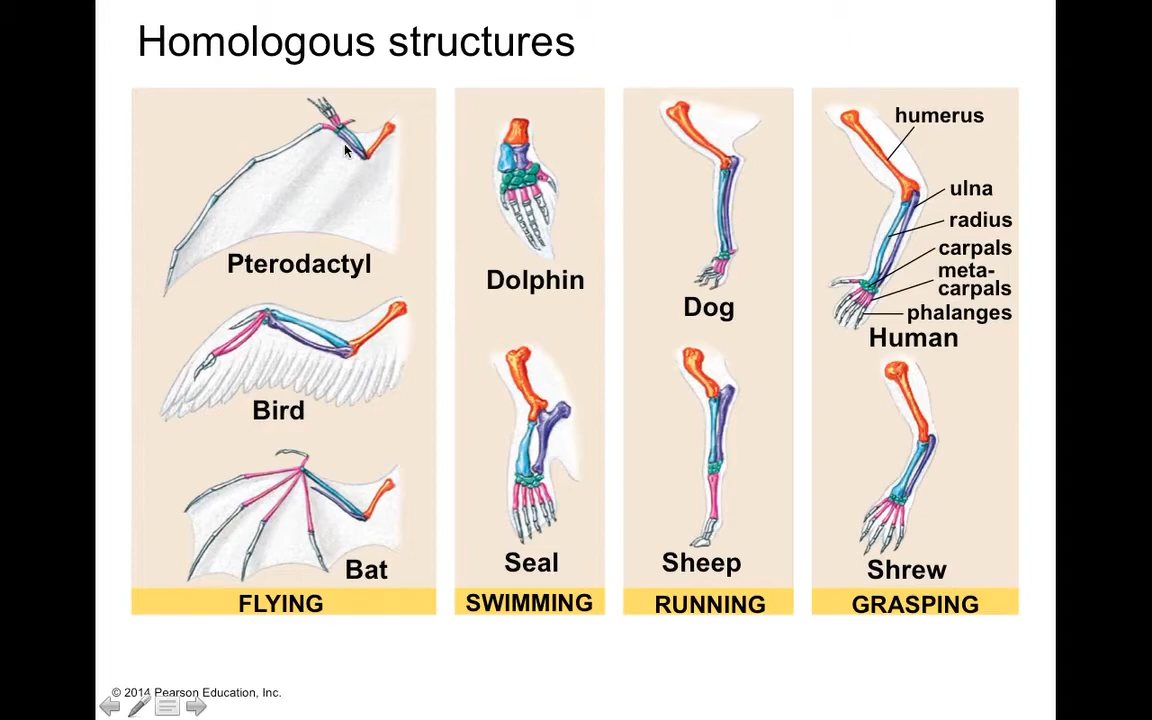 Homologous structures
Pterodactyl
Bird
Bat
FLYING
Dolphin
Seal
SWIMMING
Dog
Sheep
RUNNING
humerus
ulna
radius
carpals
meta-
carpals
phalanges
Human
Shrew
GRASPING
© 2014 Pearson Education, Inc.